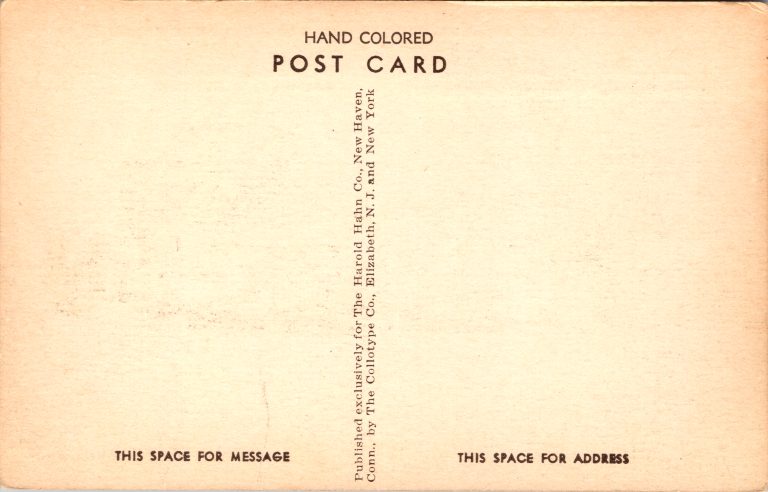 HAND COLORED
POST CARD
Published exclusively for The Harold Hahn Co., New Haven,
Conn., by The Collotype Co., Elizabeth, N. J. and New York
THIS SPACE FOR MESSAGE
THIS SPACE FOR ADDRESS